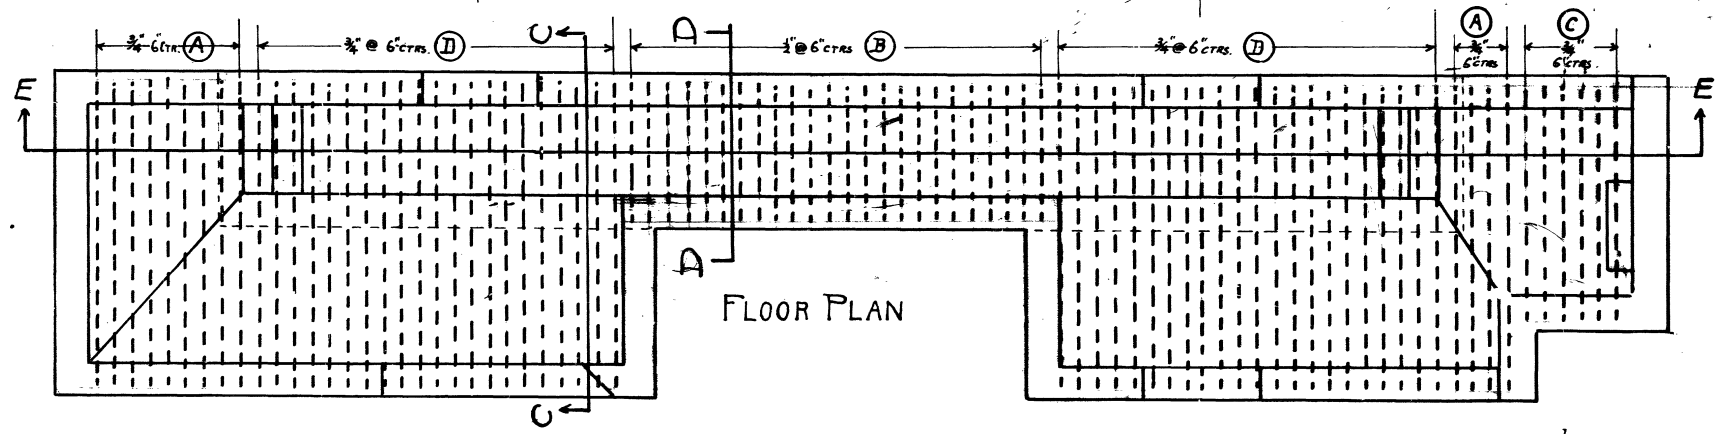 3/4" 6"CTR. A
3/4" @ 6"CTRS. D
C
A
1/2" @ 6"CTRS B
3/4" @ 6"CTRS. D
A
3/4"
6"CTRS
C
3/4"
6"CTRS.
E
E
A
FLOOR PLAN
C